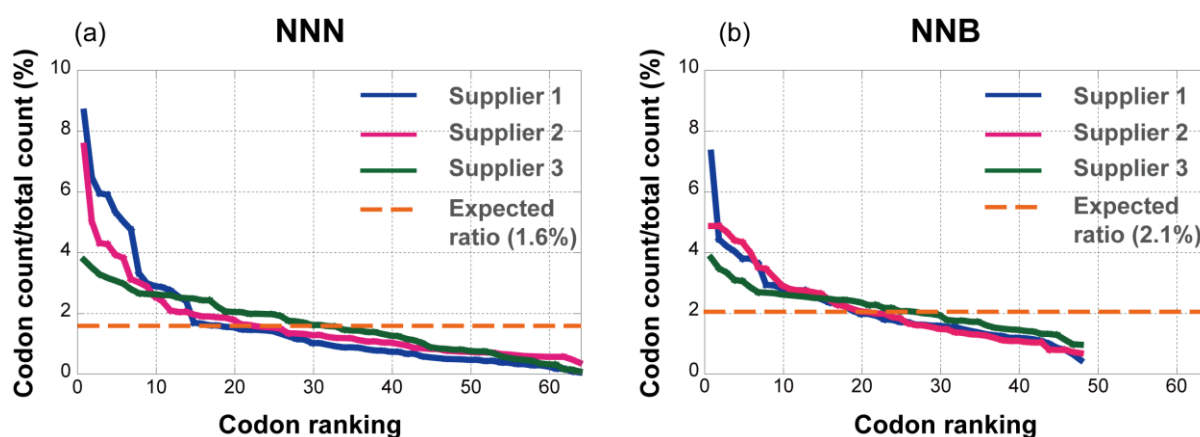 (a) NNN
Codon count/total count (%)
10
8
6
4
2
0
Supplier 1
Supplier 2
Supplier 3
Expected
ratio (1.6%)
0 10 20 30 40 50 60
Codon ranking
(b) NNB
Codon count/total count (%)
10
8
6
4
2
0
Supplier 1
Supplier 2
Supplier 3
Expected
ratio (2.1%)
0 10 20 30 40 50 60
Codon ranking